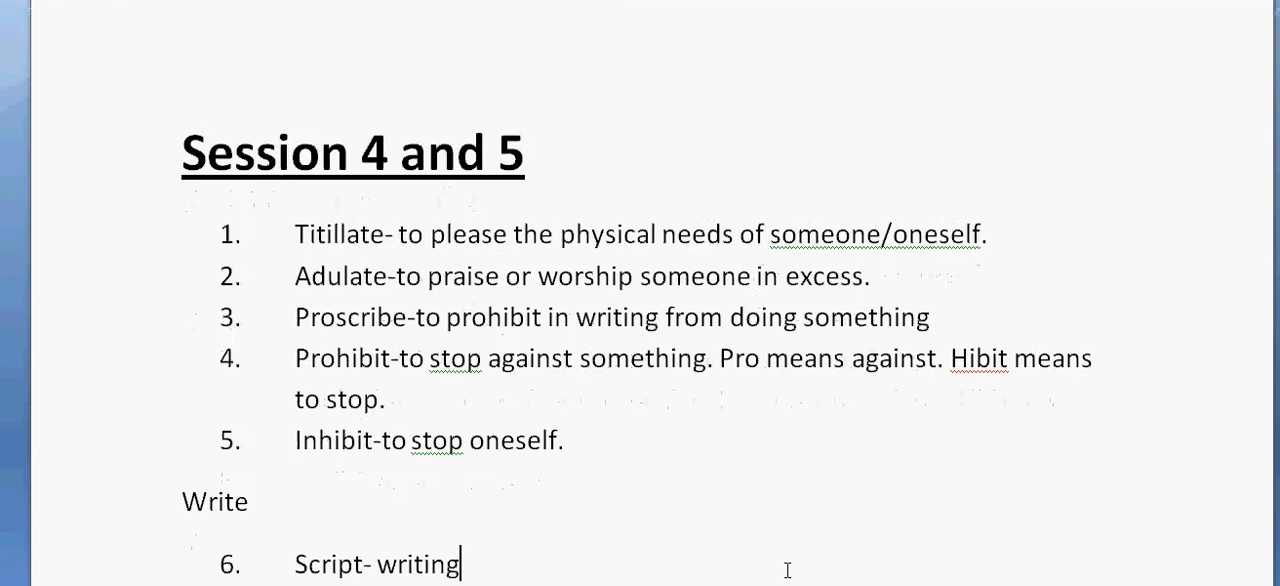 Session 4 and 5
1. Titillate- to please the physical needs of someone/oneself.
2. Adulate-to praise or worship someone in excess.
3. Proscribe-to prohibit in writing from doing something
4. Prohibit-to stop against something. Pro means against. Hibit means
to stop.
5. Inhibit-to stop oneself.
Write
6. Script- writing